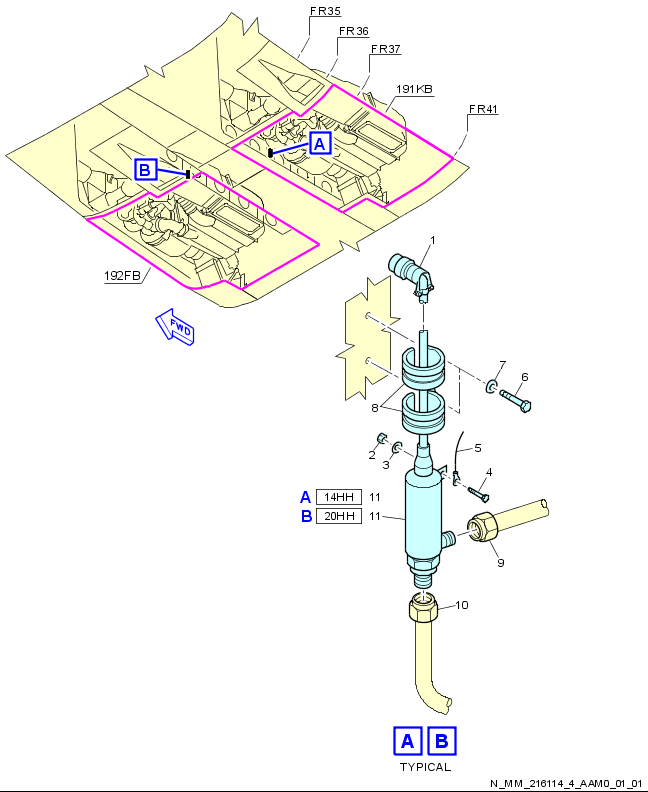 FR35
FR36
FR37
191KB
FR41
A
B
192FB
FWD
1
7
6
8
2
3
5
4
A 14HH 11
B 20HH 11
9
10
A B
TYPICAL
N_MM_216114_4_AAM0_01_01